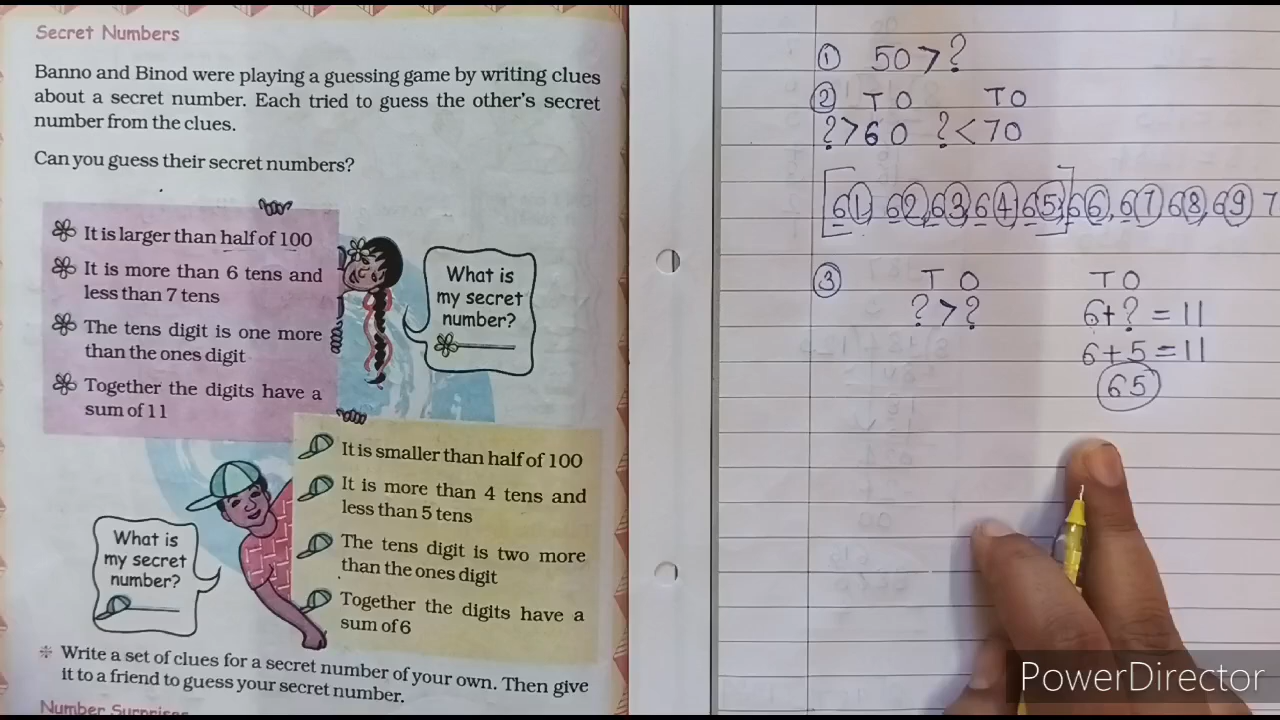 Secret Numbers
Banno and Binod were playing a guessing game by writing clues
about a secret number. Each tried to guess the other's secret
number from the clues.
Can you guess their secret numbers?
It is larger than half of 100
It is more than 6 tens and
less than 7 tens
The tens digit is one more
than the ones digit
Together the digits have a
sum of 11
What is
my secret
number?
It is smaller than half of 100
It is more than 4 tens and
less than 5 tens
The tens digit is two more
than the ones digit
Together the digits have a
sum of 6
What is
my secret
number?
Write a set of clues for a secret number of your own. Then give
it to a friend to guess your secret number.
Number Surprises
① 50 > ?
② T O T O
? > 6 0 ? < 70
[61 62, 63, 64 65,] 66, 67 68, 69 7
③ T O T O
? > ? 6 + ? = 11
6 + 5 = 11
65
PowerDirector